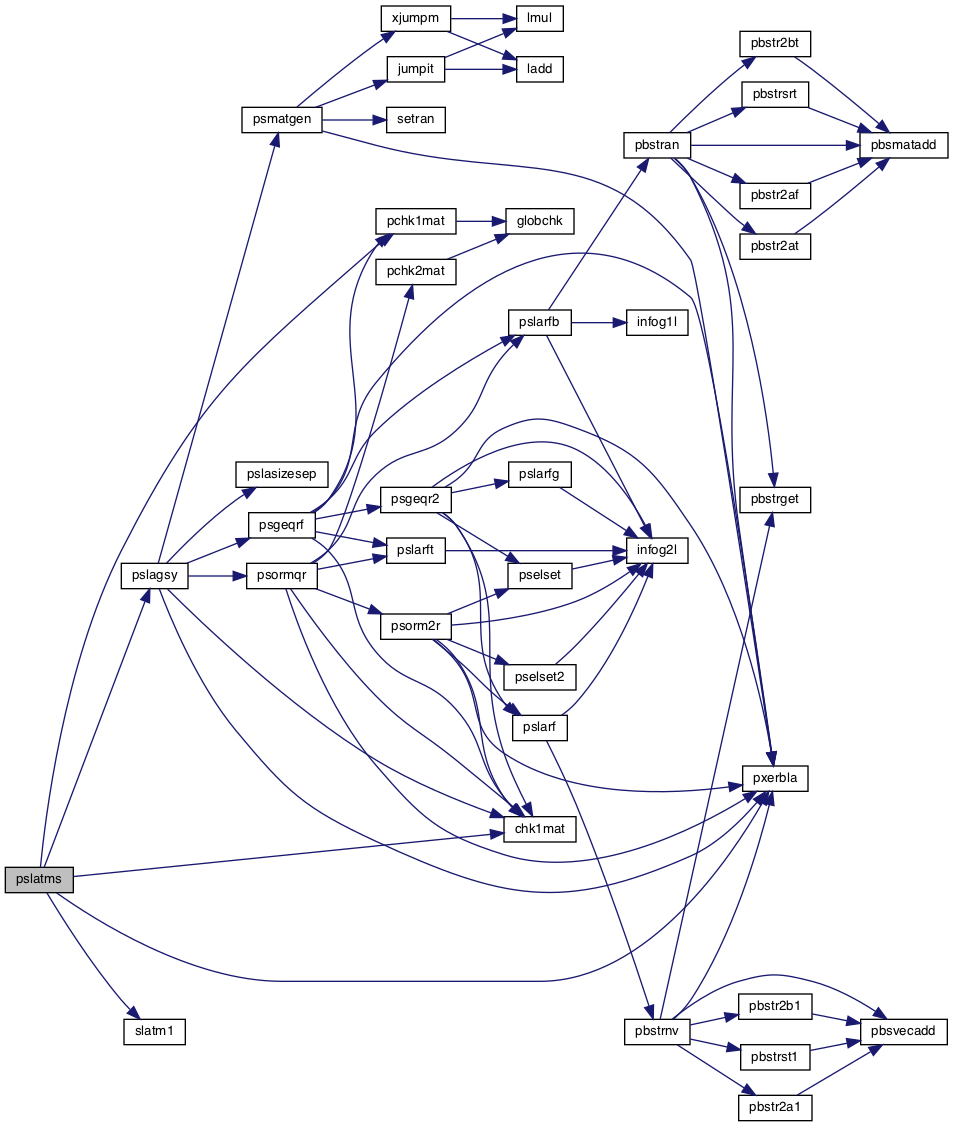 xjumpm
lmul
jumpit
ladd
psmatgen
setran
pbstr2bt
pbstrsrt
pbstran
pbsmatadd
pbstr2af
pbstr2at
pchk1mat
globchk
pchk2mat
pslarfb
infog1l
pslasizesep
psgeqrf
psgeqr2
pslarfg
pbstrget
pslarft
infog2l
pslagsy
psormqr
pselset
psorm2r
pselset2
pslarf
pxerbla
chk1mat
pslatms
slatm1
pbstrnv
pbstr2b1
pbstrst1
pbsvecadd
pbstr2a1